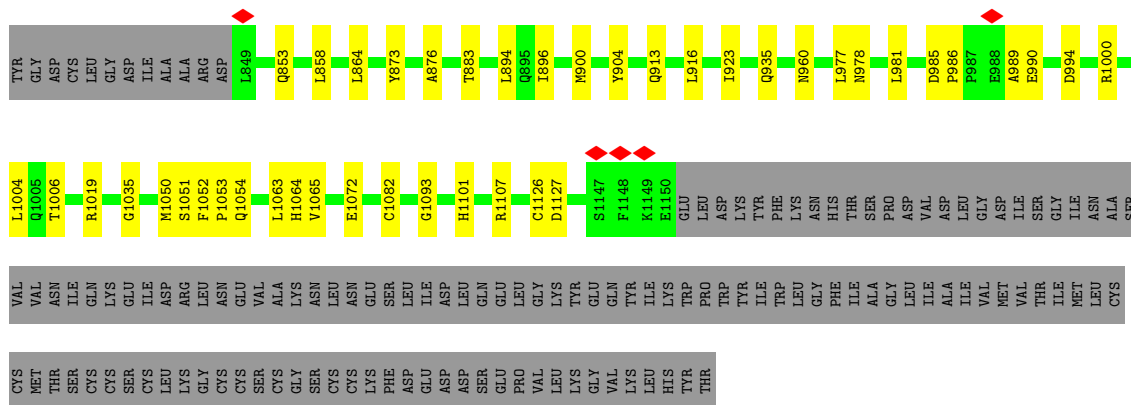 TYR GLY ASP CYS LEU GLY ASP ILE ALA ALA ARG ASP L849 Q853 L858 L864 Y873 A876 T883 L894 Q895 I896 M900 Y904 Q913 L916 I923 Q935 N960 L977 N978 L981 D985 P986 P987 E988 A989 E990 D994 R1000
L1004 Q1005 T1006 R1019 G1035 M1050 S1051 F1052 P1053 Q1054 L1063 H1064 V1065 E1072 C1082 G1093 H1101 R1107 C1126 D1127 S1147 F1148 K1149 E1150 GLU LEU ASP LYS TYR PHE LYS ASN HIS THR SER PRO ASP VAL ASP LEU GLY ASP ILE SER GLY ILE ASN ALA SER
VAL VAL ASN ILE GLN LYS GLU ILE ASP ARG LEU ASN GLU VAL ALA LYS ASN LEU ASN GLU SER LEU ILE ASP LEU GLN GLU LEU GLY LYS TYR GLU GLN TYR ILE LYS TRP PRO TRP TYR ILE TRP LEU GLY PHE ILE ALA GLY LEU ILE ALA ILE VAL MET VAL THR ILE MET LEU CYS
CYS MET THR SER CYS CYS SER CYS LEU LYS GLY CYS CYS SER CYS GLY SER CYS CYS LYS PHE ASP GLU ASP ASP SER GLU PRO VAL LEU LYS GLY VAL LYS LEU HIS TYR THR